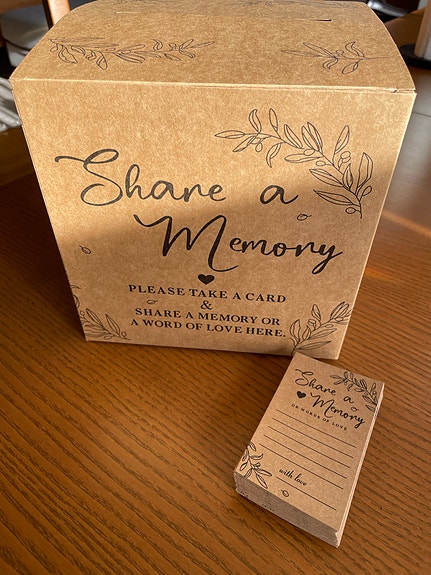 Share a
Memory
PLEASE TAKE A CARD
&
SHARE A MEMORY OR
A WORD OF LOVE HERE.
Share a
Memory
OR WORDS OF LOVE
with love